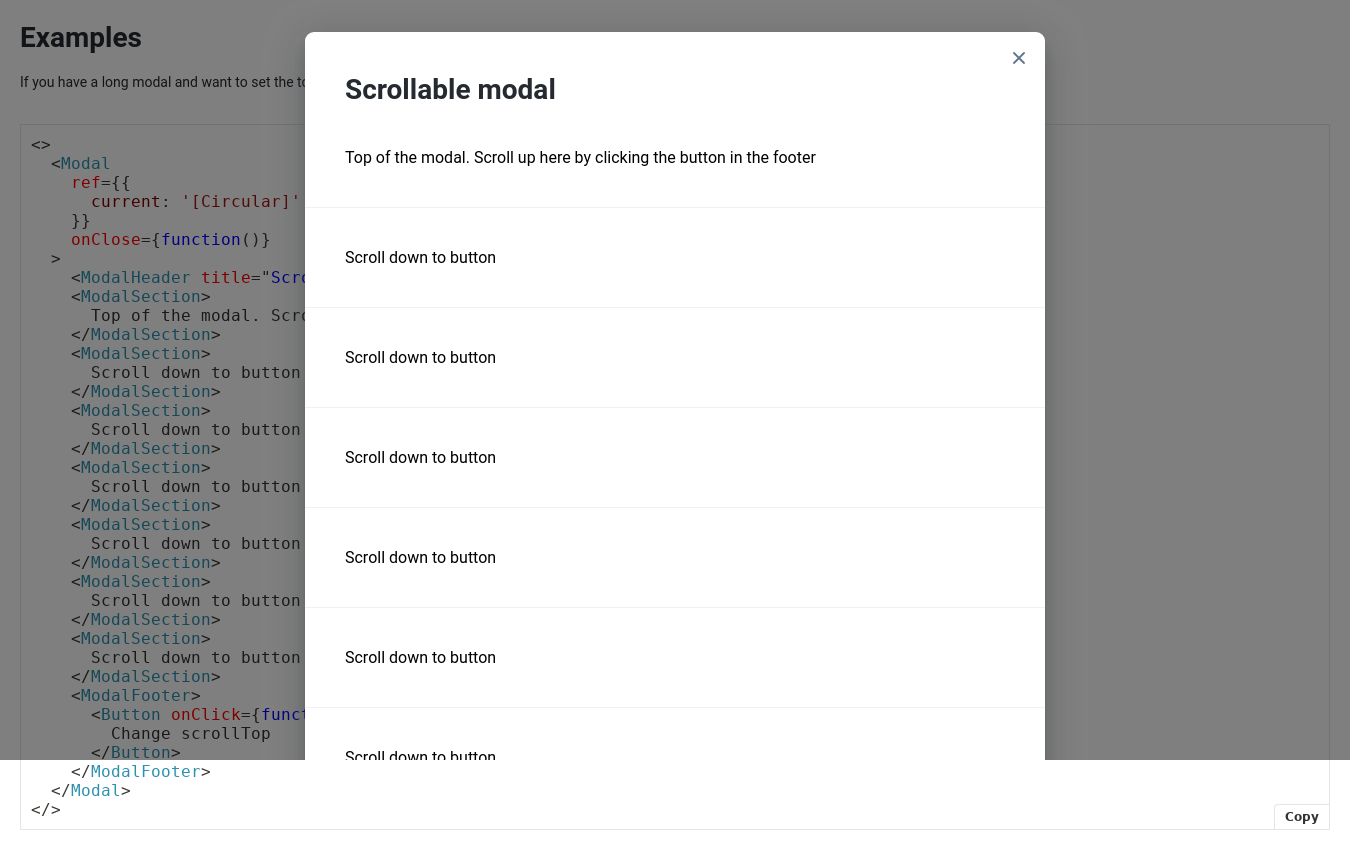 Examples
If you have a long modal and want to set the
<>
<Modal
ref={{
current: '[Circular]'
}}
onClose={function()}
>
<ModalHeader title="Scro
<ModalSection>
Top of the modal. Scro
</ModalSection>
<ModalSection>
Scroll down to button
</ModalSection>
<ModalSection>
Scroll down to button
</ModalSection>
<ModalSection>
Scroll down to button
</ModalSection>
<ModalSection>
Scroll down to button
</ModalSection>
<ModalSection>
Scroll down to button
</ModalSection>
<ModalSection>
Scroll down to button
</ModalSection>
<ModalFooter>
<Button onClick={funct
Change scrollTop
</Button>
</ModalFooter>
</Modal>
</>
Copy
Scrollable modal
Top of the modal. Scroll up here by clicking the button in the footer
Scroll down to button
Scroll down to button
Scroll down to button
Scroll down to button
Scroll down to button
Scroll down to button